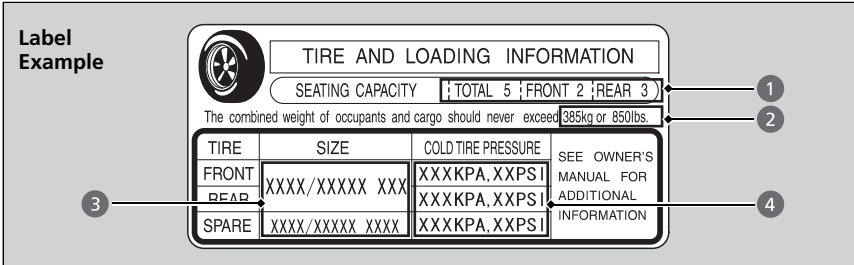 Label
Example
TIRE AND LOADING INFORMATION
SEATING CAPACITY TOTAL 5 FRONT 2 REAR 3
1
The combined weight of occupants and cargo should never exceed 385kg or 850lbs.
2
TIRE SIZE COLD TIRE PRESSURE SEE OWNER'S
MANUAL FOR
ADDITIONAL
INFORMATION
FRONT XXXX/XXXXX XXX XXXKPA,XXPSI
REAR XXXKPA,XXPSI
3
4
SPARE XXXX/XXXXX XXXX XXXKPA,XXPSI